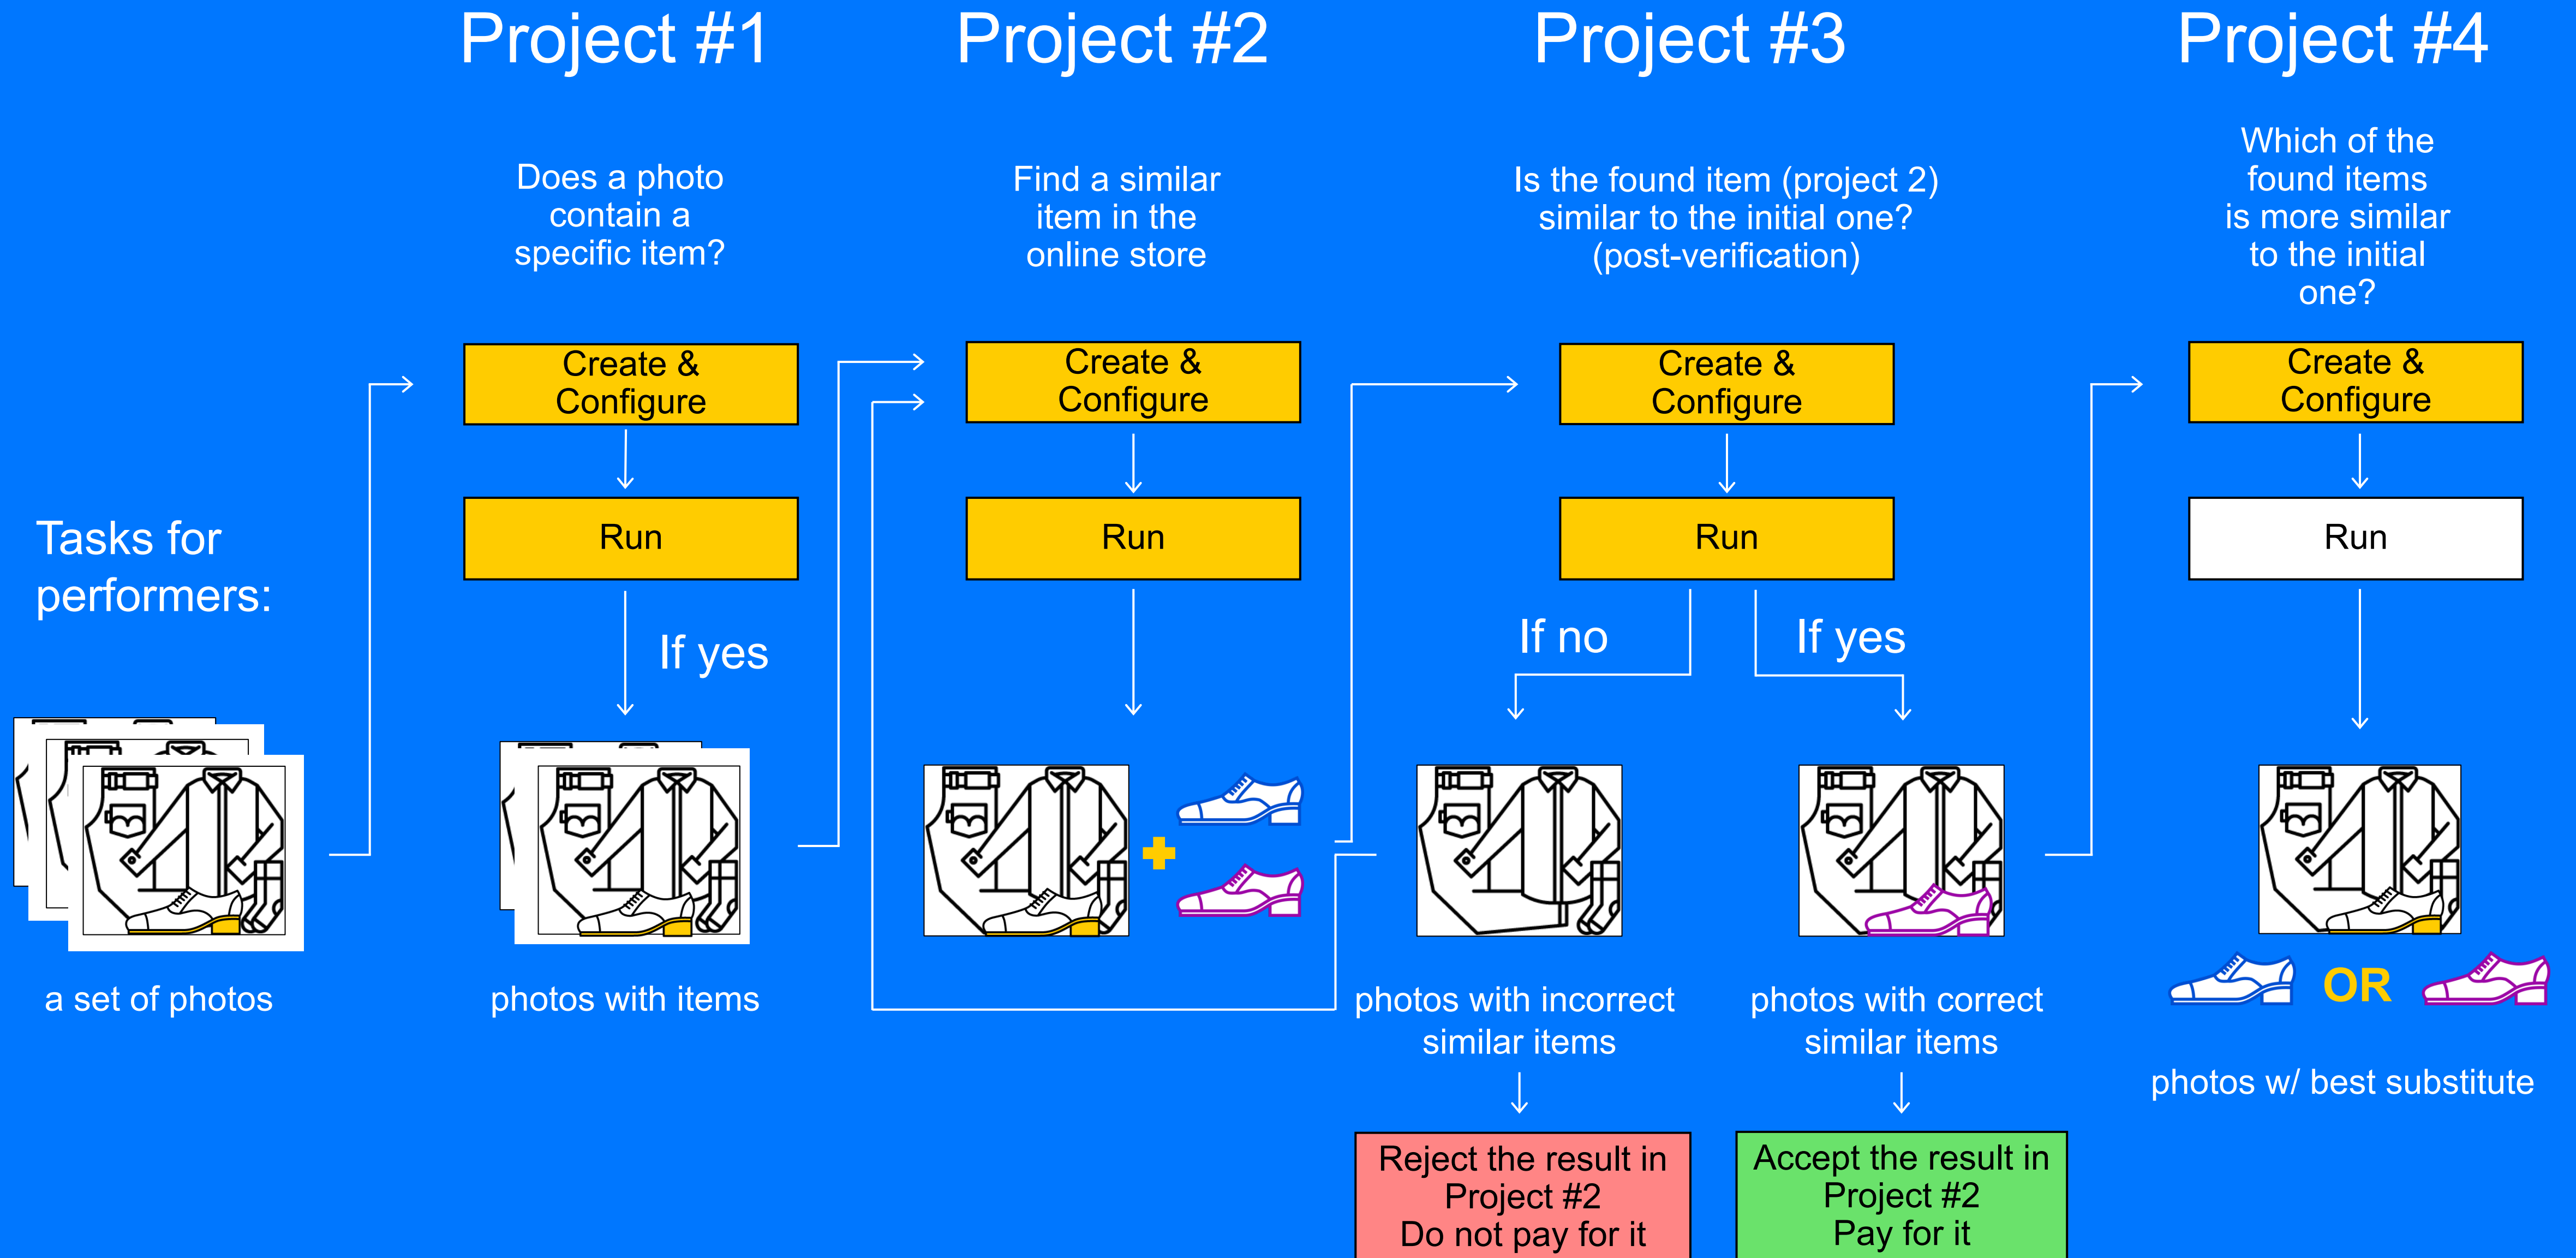 Project #1
Project #2
Project #3
Project #4
Does a photo
contain a
specific item?
Find a similar
item in the
online store
Is the found item (project 2)
similar to the initial one?
(post-verification)
Which of the
found items
is more similar
to the initial
one?
Create &
Configure
Create &
Configure
Create &
Configure
Create &
Configure
Run
Run
Run
Run
Tasks for
performers:
If yes
If no
If yes
a set of photos
photos with items
photos with incorrect
similar items
photos with correct
similar items
OR
photos w/ best substitute
Reject the result in
Project #2
Do not pay for it
Accept the result in
Project #2
Pay for it